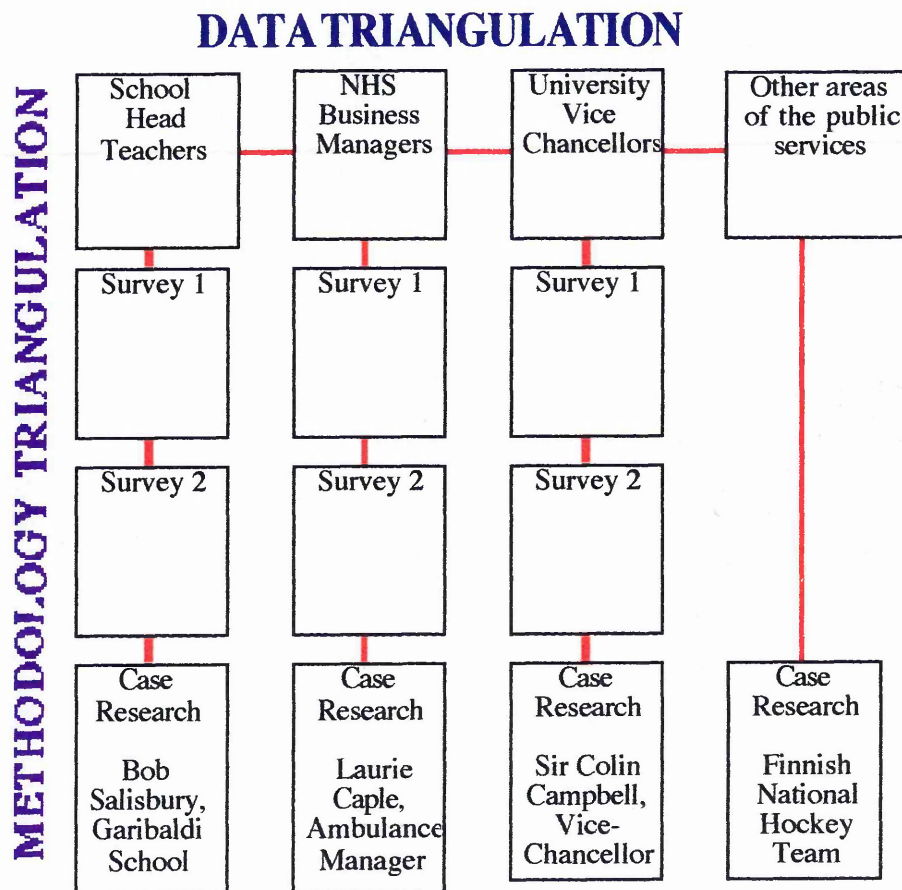 DATA TRIANGULATION
METHODOLOGY TRIANGULATION
School
Head
Teachers
NHS
Business
Managers
University
Vice
Chancellors
Other areas
of the public
services
Survey 1
Survey 1
Survey 1
Survey 2
Survey 2
Survey 2
Case
Research
Bob
Salisbury,
Garibaldi
School
Case
Research
Laurie
Caple,
Ambulance
Manager
Case
Research
Sir Colin
Campbell,
Vice-
Chancellor
Case
Research
Finnish
National
Hockey
Team